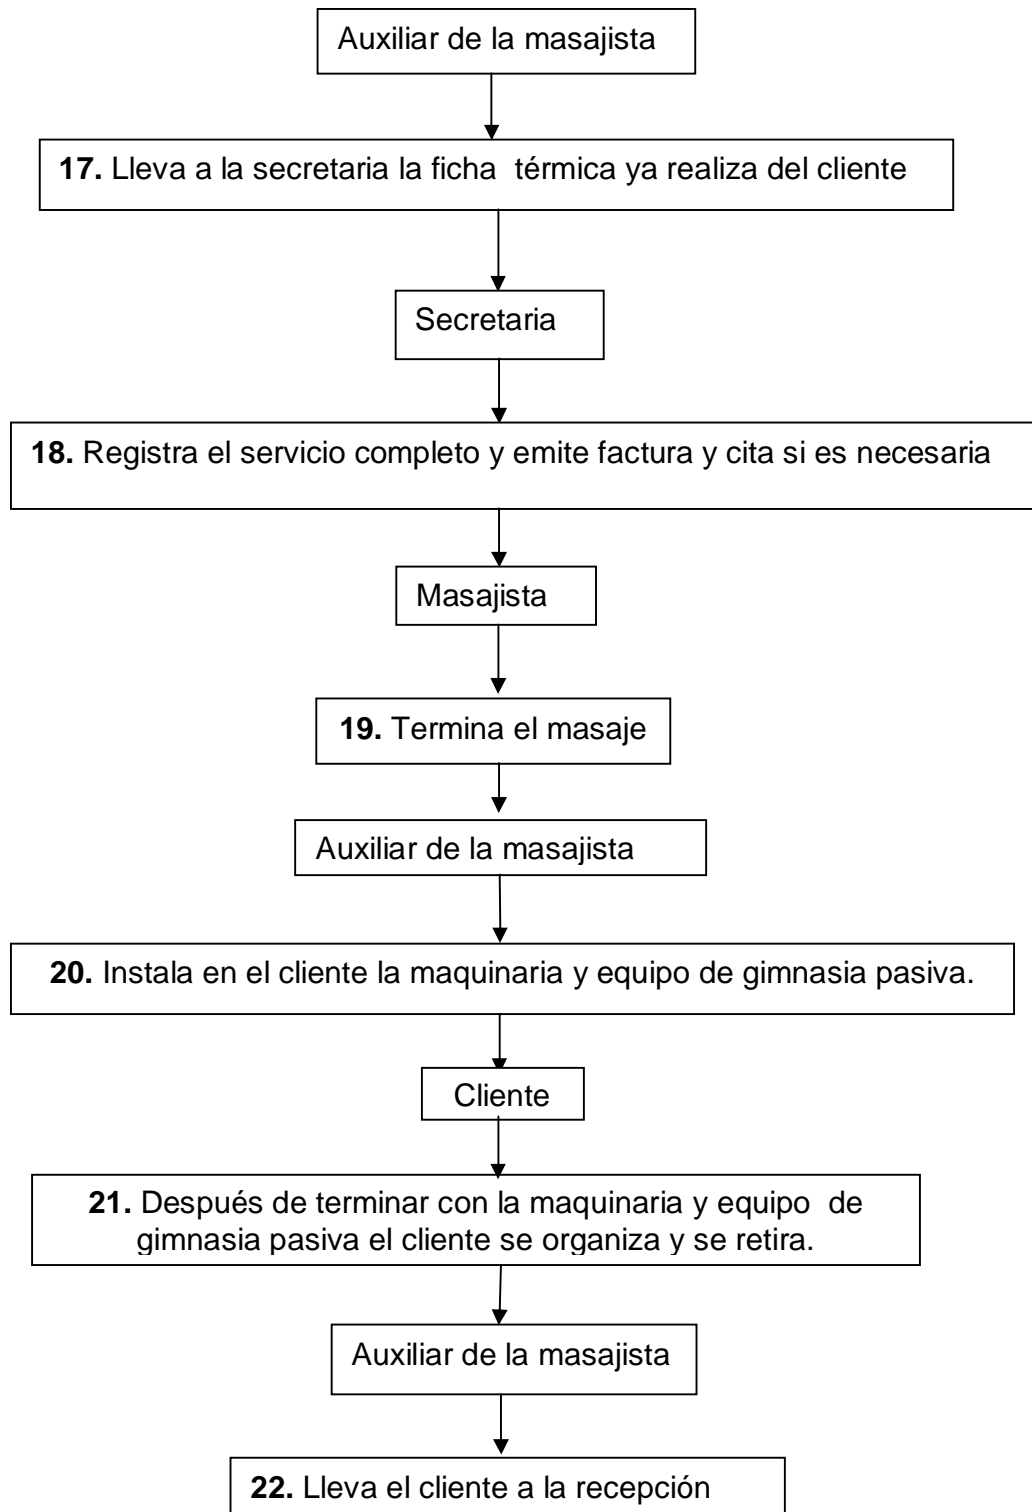 Auxiliar de la masajista
17. Lleva a la secretaria la ficha térmica ya realiza del cliente
Secretaria
18. Registra el servicio completo y emite factura y cita si es necesaria
Masajista
19. Termina el masaje
Auxiliar de la masajista
20. Instala en el cliente la maquinaria y equipo de gimnasia pasiva.
Cliente
21. Después de terminar con la maquinaria y equipo de
gimnasia pasiva el cliente se organiza y se retira.
Auxiliar de la masajista
22. Lleva el cliente a la recepción